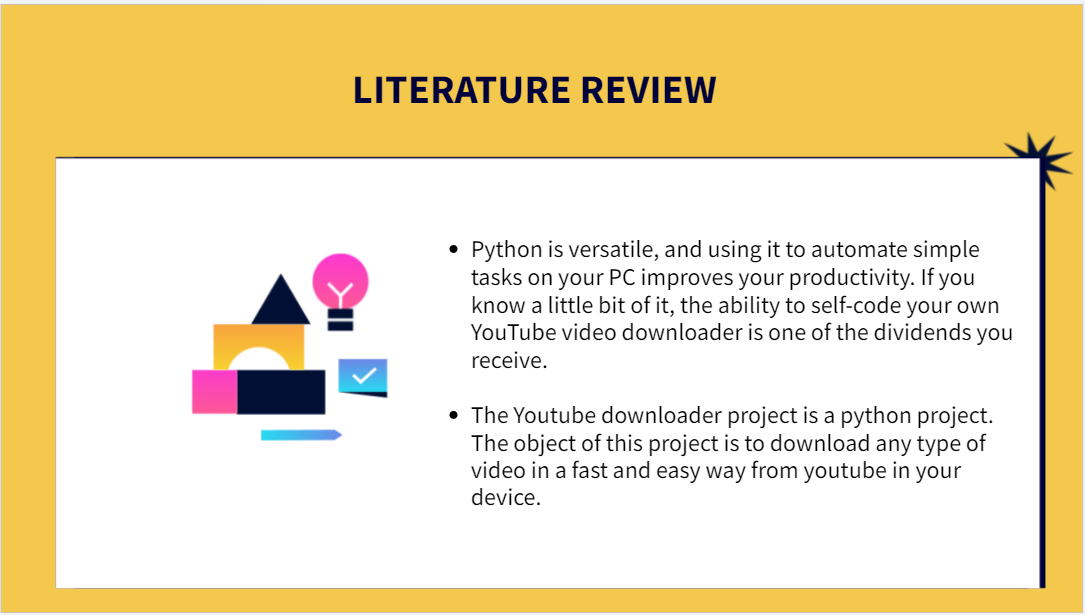 LITERATURE REVIEW
• Python is versatile, and using it to automate simple
tasks on your PC improves your productivity. If you
know a little bit of it, the ability to self-code your own
YouTube video downloader is one of the dividends you
receive.
• The Youtube downloader project is a python project.
The object of this project is to download any type of
video in a fast and easy way from youtube in your
device.